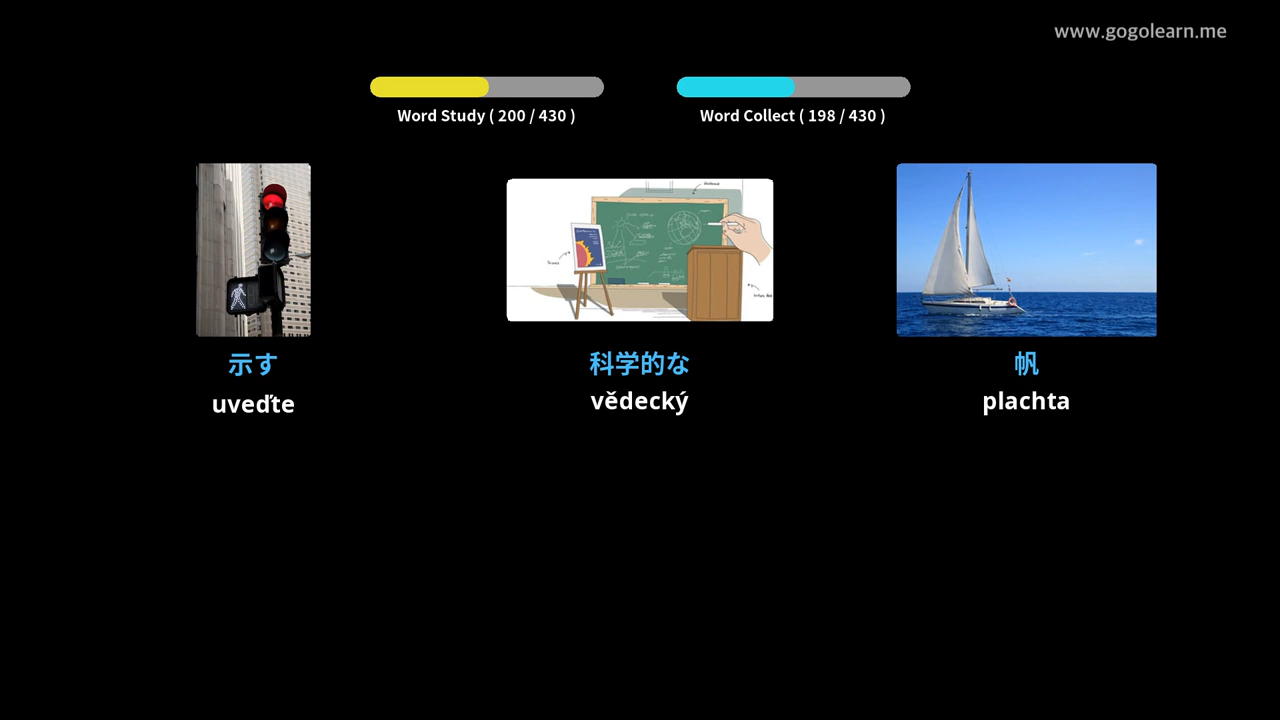 www.gogolearn.me
Word Study ( 200 / 430 )
Word Collect ( 198 / 430 )
示す
科学的な
帆
uveďte
vědecký
plachta